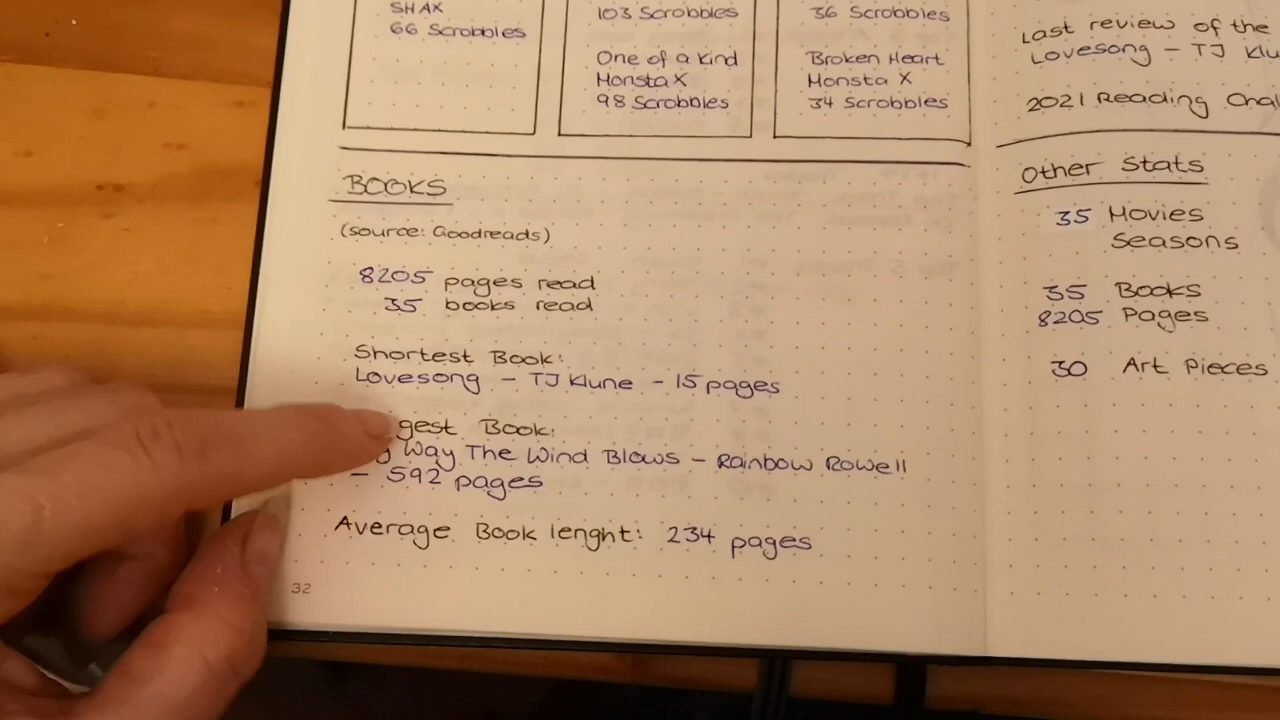 SHAX
66 Scrobbles
103 Scrobbles
One of a kind
Monsta X
98 Scrobbles
36 Scrobbles
Broken Heart
Monsta X
34 Scrobbles
BOOKS
(source: Goodreads)
8205 pages read
35 books read
Shortest Book:
Lovesong - TJ Klune - 15 pages
gest Book:
Way The Wind Blows - Rainbow Rowell
- 592 pages
Average Book lenght: 234 pages
32
Last review of the
Lovesong - TJ Klu
2021 Reading Chal
Other Stats
35 Movies
Seasons
35 Books
8205 Pages
30 Art Pieces